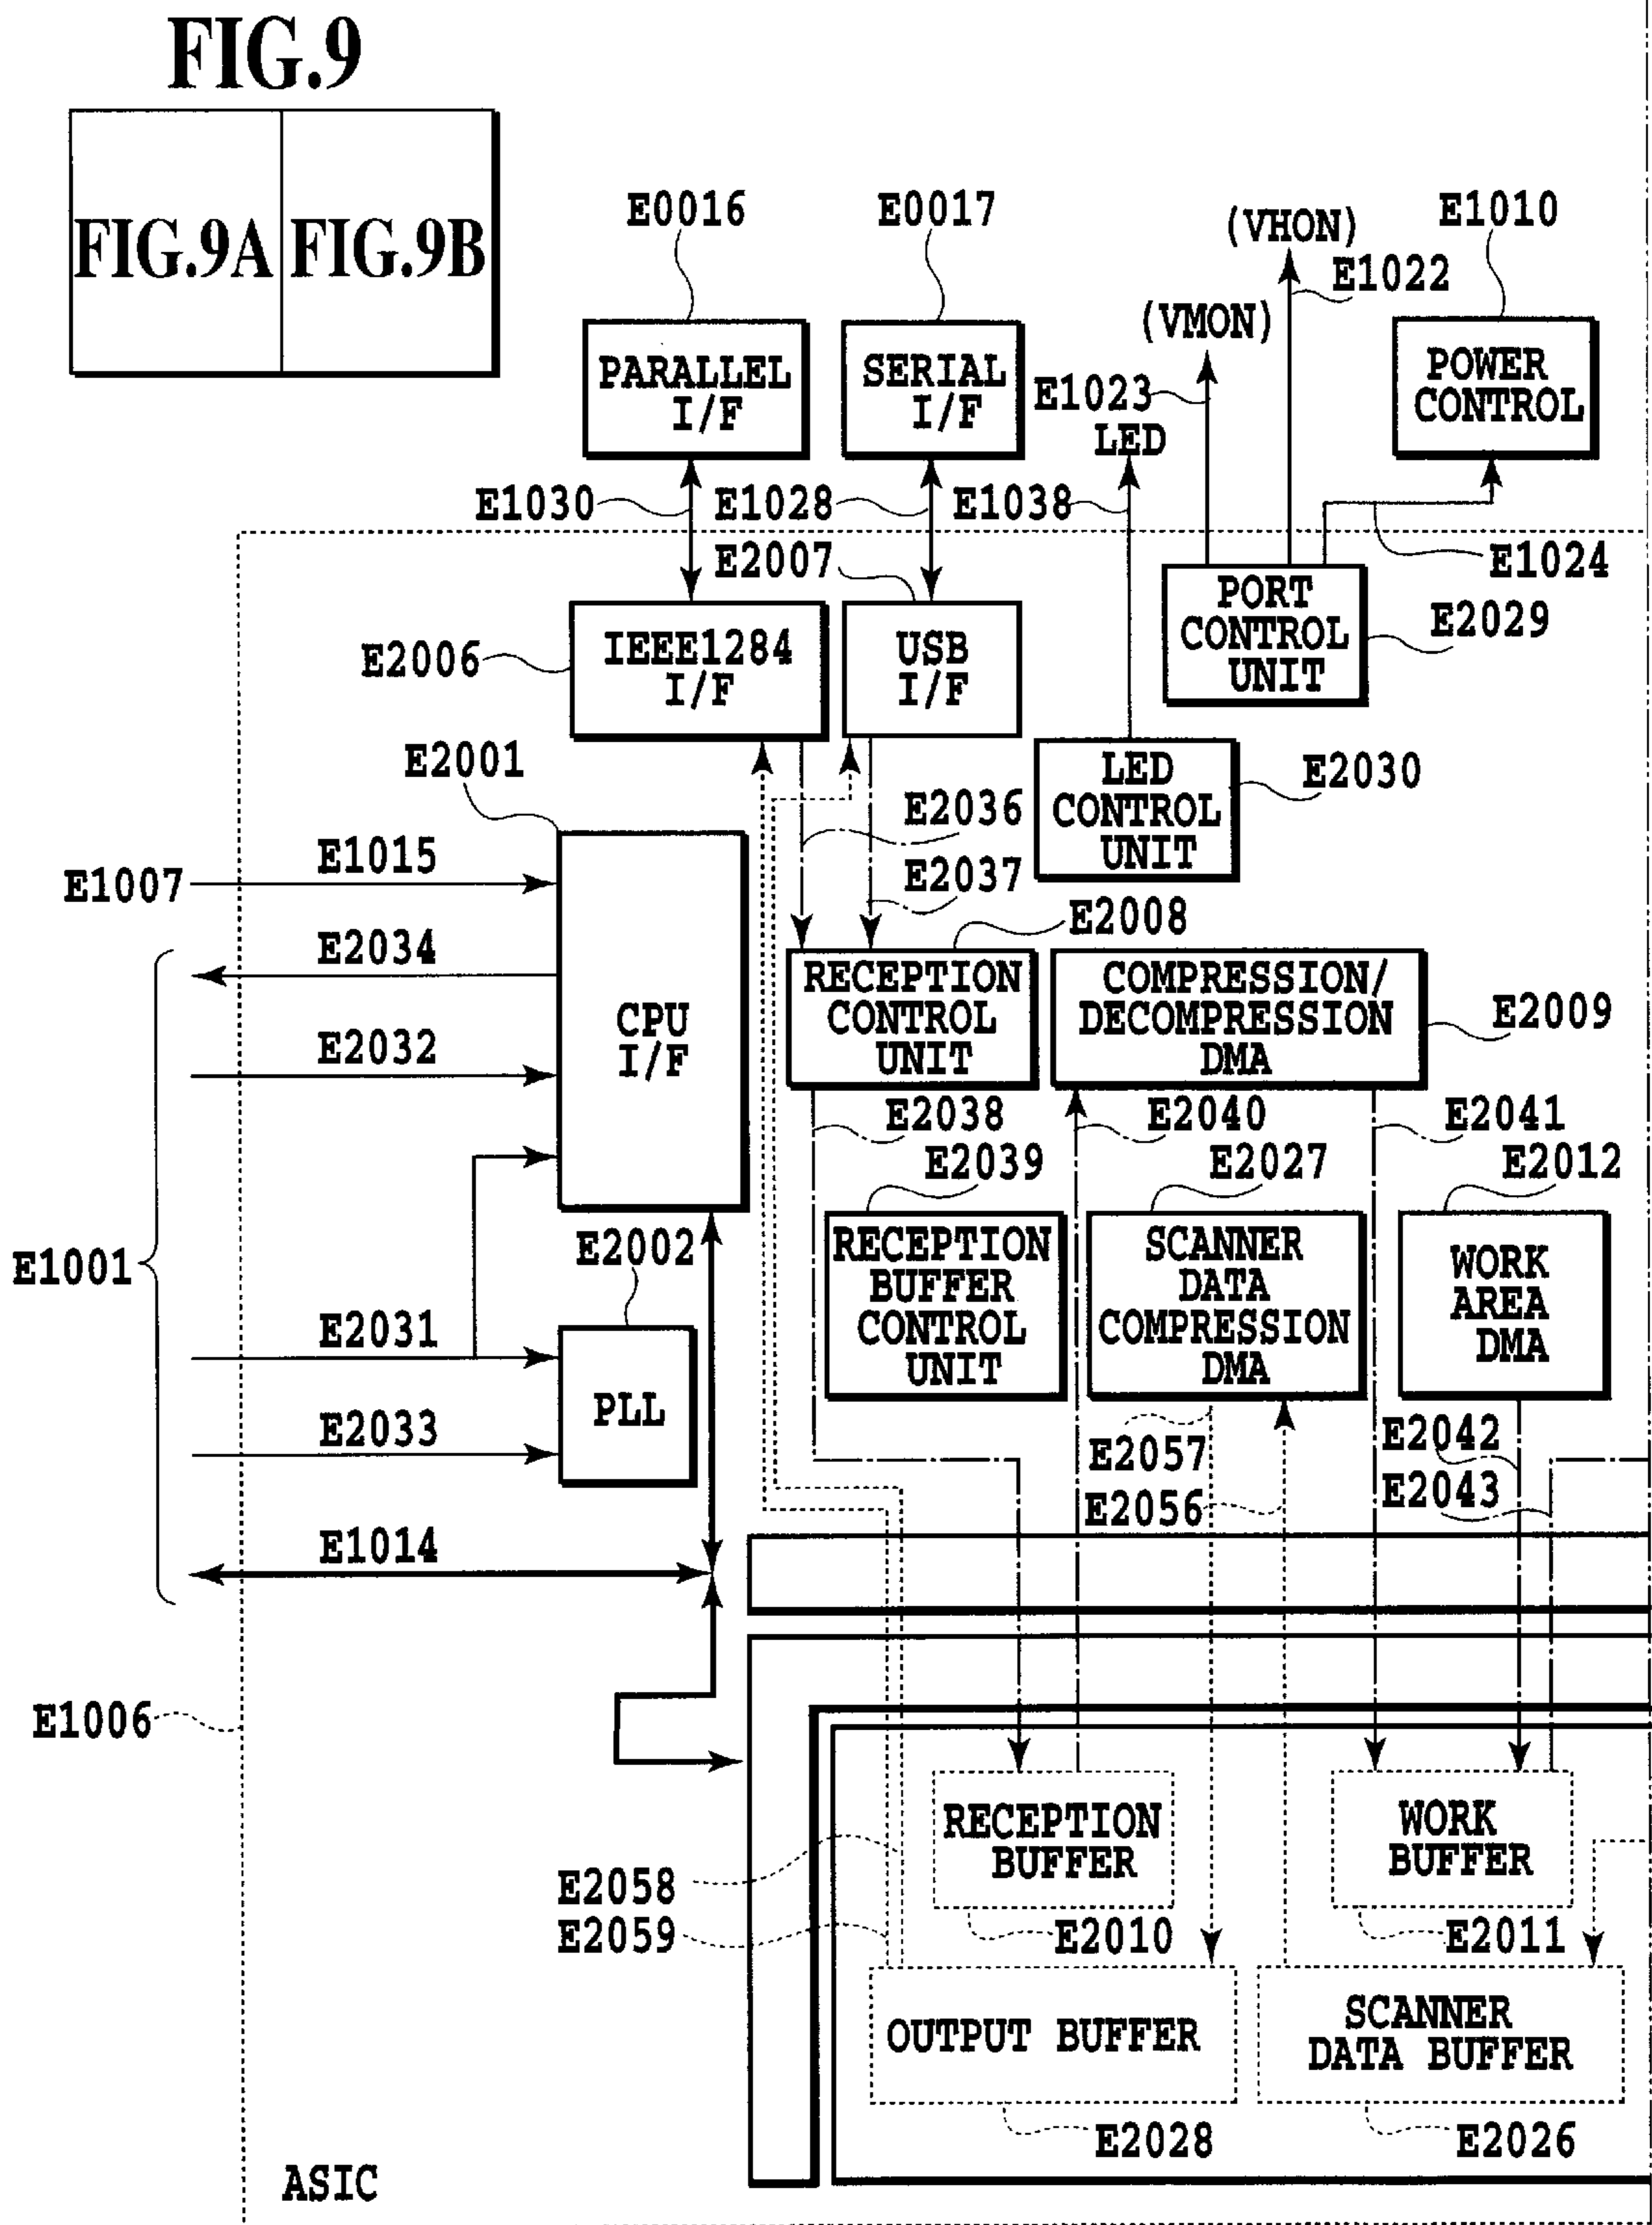 FIG.9
FIG.9A
FIG.9B
E0016
E0017
(VHON)
E1010
E1022
(VMON)
PARALLEL
I/F
SERIAL
I/F
POWER
CONTROL
E1023
LED
E1030
E1028
E1038
E2007
E1024
PORT
CONTROL
UNIT
E2029
E2006
IEEE1284
I/F
USB
I/F
E2001
LED
CONTROL
UNIT
E2030
E2036
E1015
E1007
E2037
E2008
E2034
RECEPTION
CONTROL
UNIT
COMPRESSION/
DECOMPRESSION
DMA
E2009
CPU
I/F
E2032
E2038
E2040
E2041
E2039
E2027
E2012
E2002
E1001
RECEPTION
BUFFER
CONTROL
UNIT
SCANNER
DATA
COMPRESSION
DMA
WORK
AREA
DMA
E2031
PLL
E2033
E2057
E2042
E2056
E2043
E1014
E1006
RECEPTION
BUFFER
WORK
BUFFER
E2058
E2059
E2010
E2011
OUTPUT BUFFER
SCANNER
DATA BUFFER
E2028
E2026
ASIC